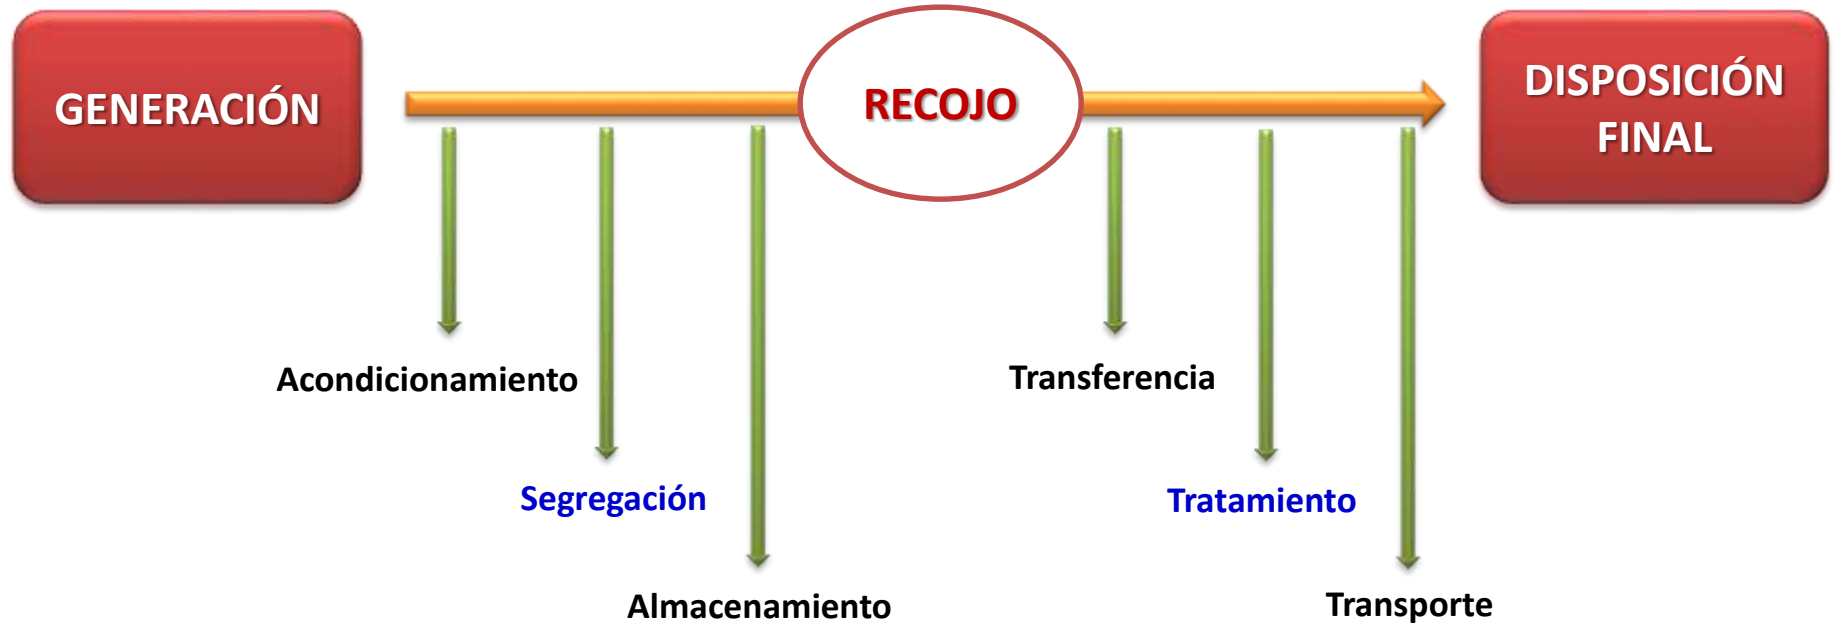 GENERACIÓN
RECOJO
DISPOSICIÓN
FINAL
Acondicionamiento
Segregación
Almacenamiento
Transferencia
Tratamiento
Transporte